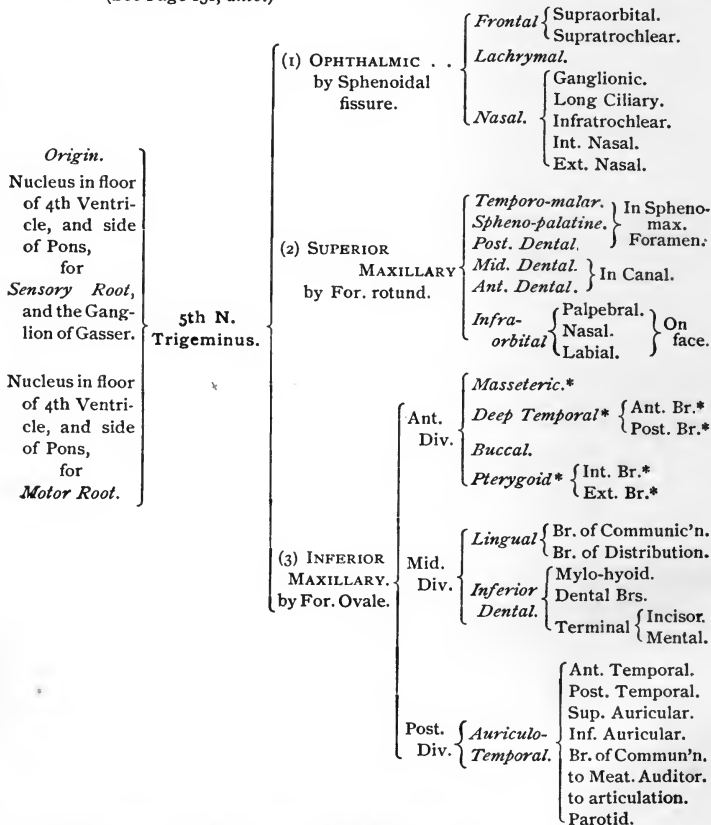 (See Page 131, ante.)
Origin.
Nucleus in floor
of 4th Ventri-
cle, and side
of Pons,
for
Sensory Root,
and the Gang-
lion of Gasser.
Nucleus in floor
of 4th Ventri-
cle, and side
of Pons,
for
Motor Root.
5th N.
Trigeminus.
(1) OPHTHALMIC . .
by Sphenoidal
fissure.
Frontal
Supraorbital.
Supratrochlear.
Lachrymal.
Nasal.
Ganglionic.
Long Ciliary.
Infratrochlear.
Int. Nasal.
Ext. Nasal.
(2) SUPERIOR
MAXILLARY
by For. rotund.
Temporo-malar.
Spheno-palatine.
Post. Dental.
In Spheno-
max.
Foramen.
Mid. Dental.
Ant. Dental.
In Canal.
Infra-
orbital
Palpebral.
Nasal.
Labial.
On
face.
(3) INFERIOR
MAXILLARY.
by For. Ovale.
Ant.
Div.
Masseteric.*
Deep Temporal*
Ant. Br.*
Post. Br.*
Buccal.
Pterygoid*
Int. Br.*
Ext. Br.*
Mid.
Div.
Lingual
Br. of Communic'n.
Br. of Distribution.
Inferior
Dental.
Mylo-hyoid.
Dental Brs.
Terminal
Incisor.
Mental.
Post.
Div.
Auriculo-
Temporal.
Ant. Temporal.
Post. Temporal.
Sup. Auricular.
Inf. Auricular.
Br. of Commun'n.
to Meat. Auditor.
to articulation.
Parotid.